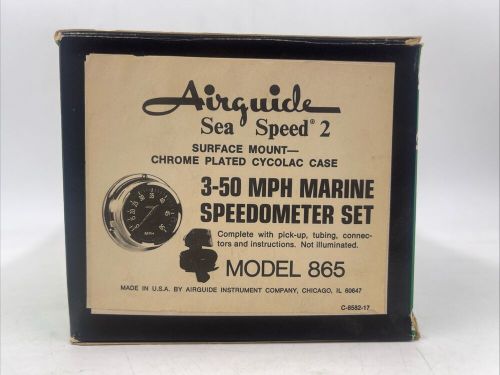 Airguide
Sea Speed® 2
SURFACE MOUNT—
CHROME PLATED CYCOLAC CASE
3-50 MPH MARINE
SPEEDOMETER SET
Complete with pick-up, tubing, connec-
tors and instructions. Not illuminated.
MPH
MODEL 865
MADE IN U.S.A. BY AIRGUIDE INSTRUMENT COMPANY, CHICAGO, IL 60647
C-8582-17